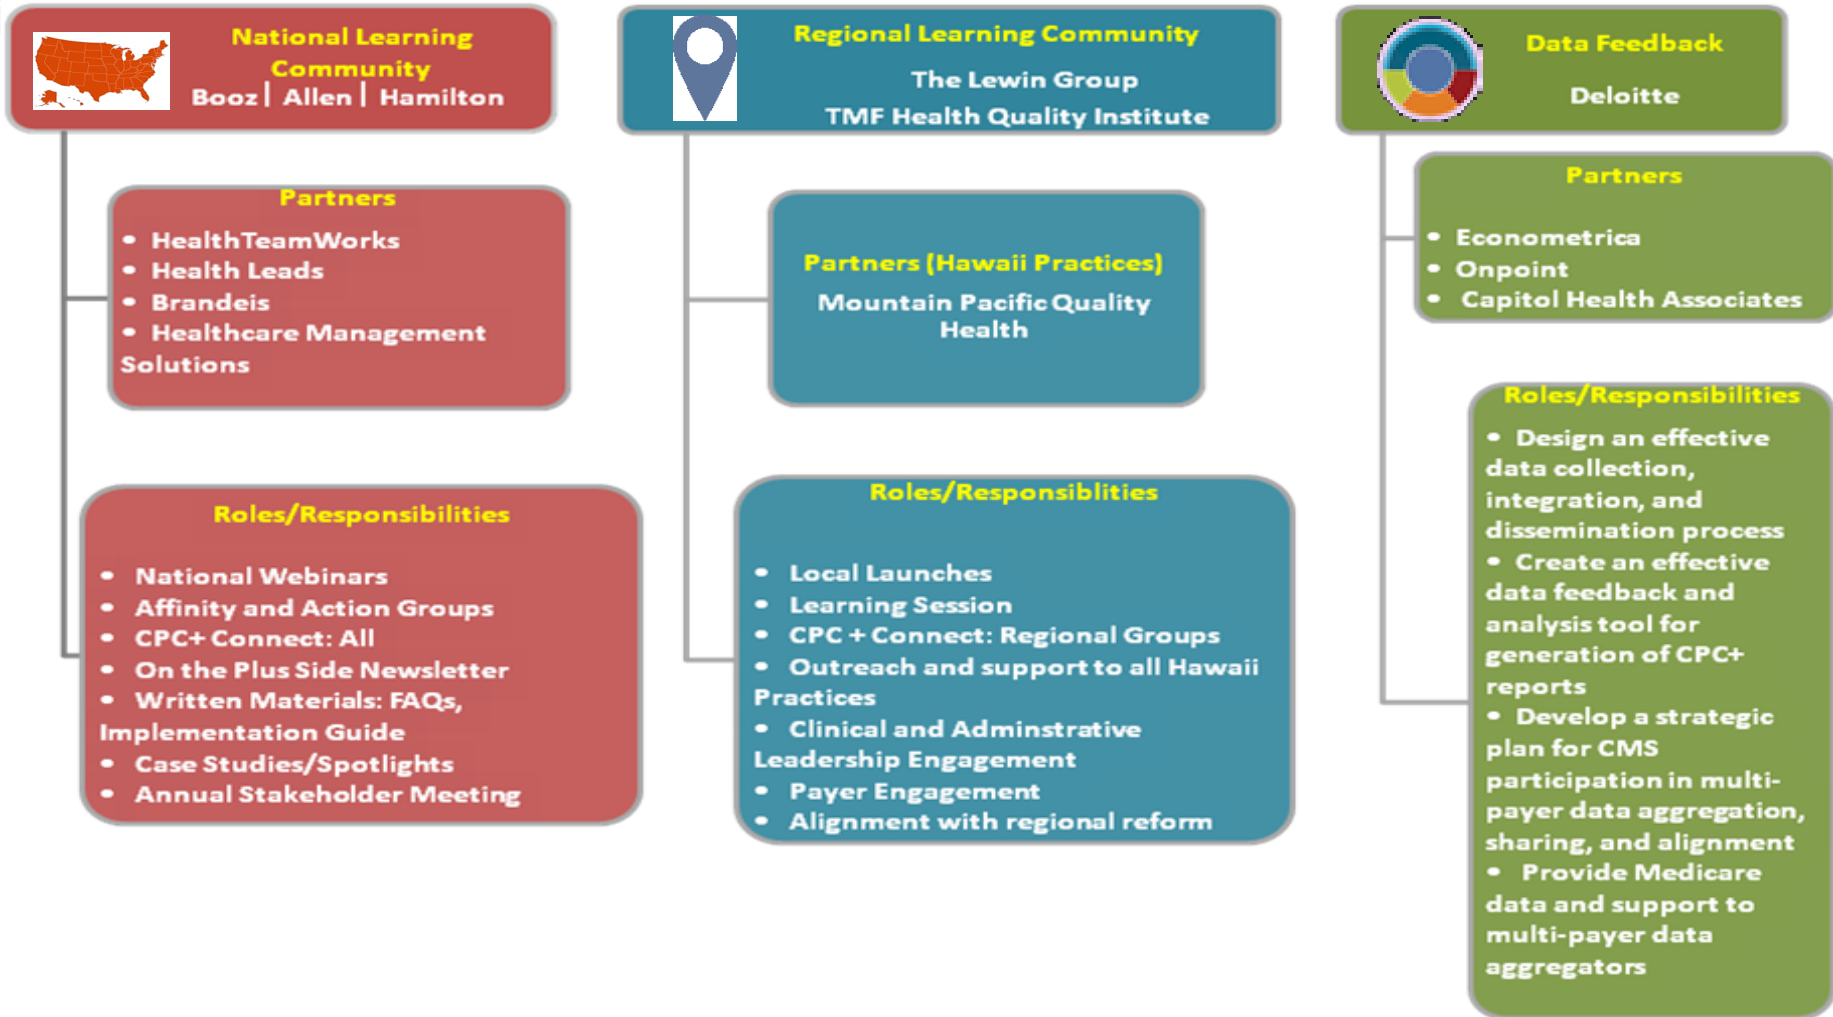 National Learning
Community
Booz| Allen| Hamilton
Partners
• HealthTeamWorks
• Health Leads
• Brandeis
• Healthcare Management
Solutions
Roles/Responsibilities
• National Webinars
• Affinity and Action Groups
• CPC+ Connect: All
• On the Plus Side Newsletter
• Written Materials: FAQs,
Implementation Guide
• Case Studies/Spotlights
• Annual Stakeholder Meeting
Regional Learning Community
The Lewin Group
TMF Health Quality Institute
Partners (Hawaii Practices)
Mountain Pacific Quality
Health
Roles/Responsiblities
• Local Launches
• Learning Session
• CPC + Connect: Regional Groups
• Outreach and support to all Hawaii
Practices
• Clinical and Adminstrative
Leadership Engagement
• Payer Engagement
• Alignment with regional reform
Data Feedback
Deloitte
Partners
• Econometrica
• Onpoint
• Capitol Health Associates
Roles/Responsibilities
• Design an effective
data collection,
integration, and
dissemination process
• Create an effective
data feedback and
analysis tool for
generation of CPC+
reports
• Develop a strategic
plan for CMS
participation in multi-
payer data aggregation,
sharing, and alignment
• Provide Medicare
data and support to
multi-payer data
aggregators